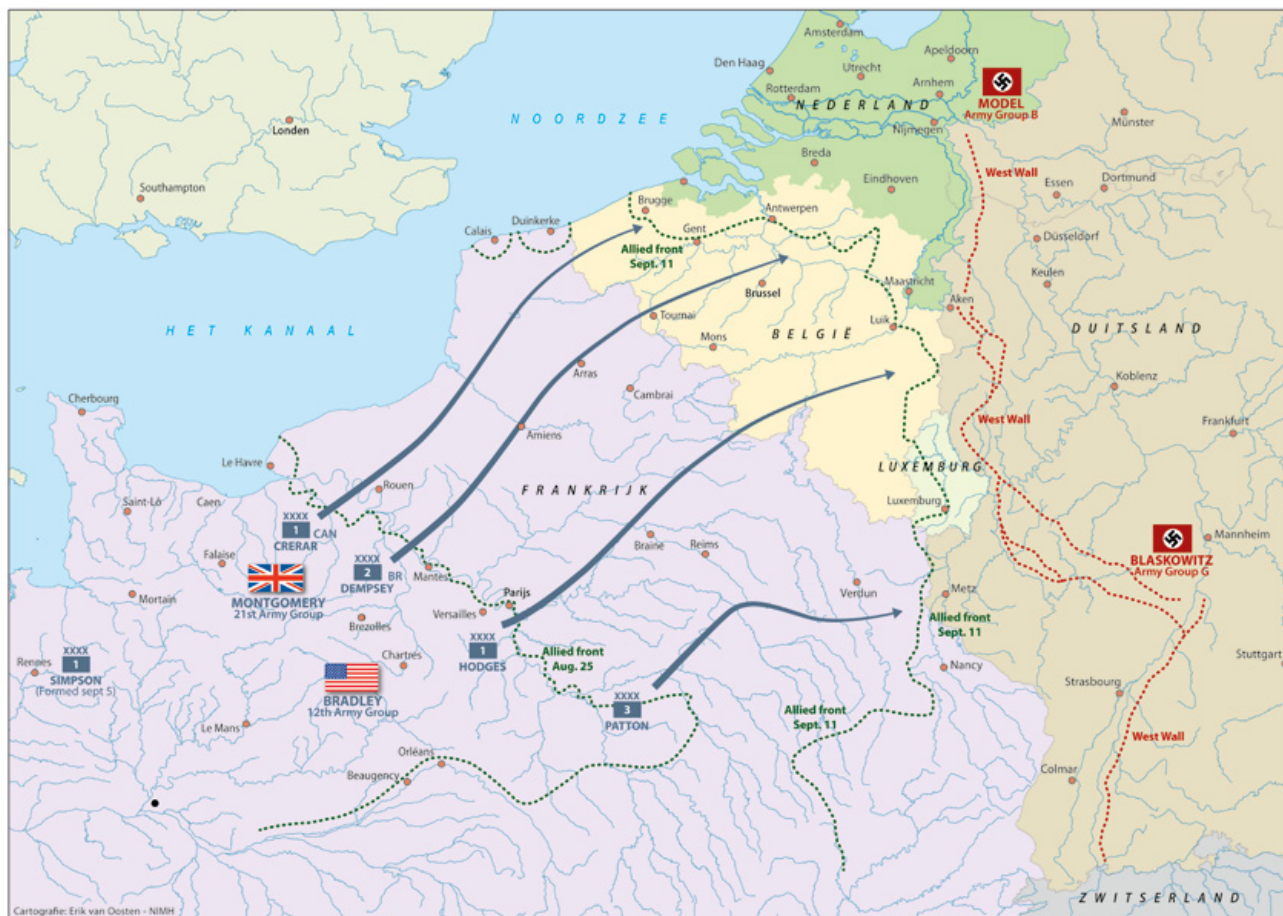 Amsterdam
Apeldoorn
Den Haag
Utrecht
Arnhem
Rotterdam
NEDERLAND
MODEL
Army Group B
Nijmegen
Münster
Londen
NOORDZEE
Southampton
Breda
Eindhoven
West Wall
Essen
Dortmund
Brugge
Antwerpen
Duinkerke
Calais
Gent
Allied front
Sept. 11
Düsseldorf
Keulen
Brussel
Maastricht
Aken
HET KANAAL
Tournai
Mons
BELGIË
Luik
DUITSLAND
Arras
Cambrai
Koblenz
Cherbourg
Amiens
West Wall
Frankfurt
Le Havre
Rouen
FRANKRIJK
LUXEMBURG
Luxemburg
Saint-Lô
Caen
XXXX
1
CAN
CRERAR
Braine
Reims
Mannheim
Falaise
XXXX
2
BR
DEMPSEY
Mantes
BLASKOWITZ
Army Group G
MONTGOMERY
21st Army Group
Mortain
Versailles
Parijs
Verdun
Metz
Brezolles
Allied front
Sept. 11
XXXX
1
HODGES
Allied front
Aug. 25
Rennes
XXXX
1
SIMPSON
(Formed sept 5)
Chartres
Nancy
Stuttgart
BRADLEY
12th Army Group
XXXX
3
PATTON
Strasbourg
Allied front
Sept. 11
Le Mans
West Wall
Orléans
Beaugency
Colmar
ZWITSERLAND
Cartografie: Erik van Oosten - NIMH